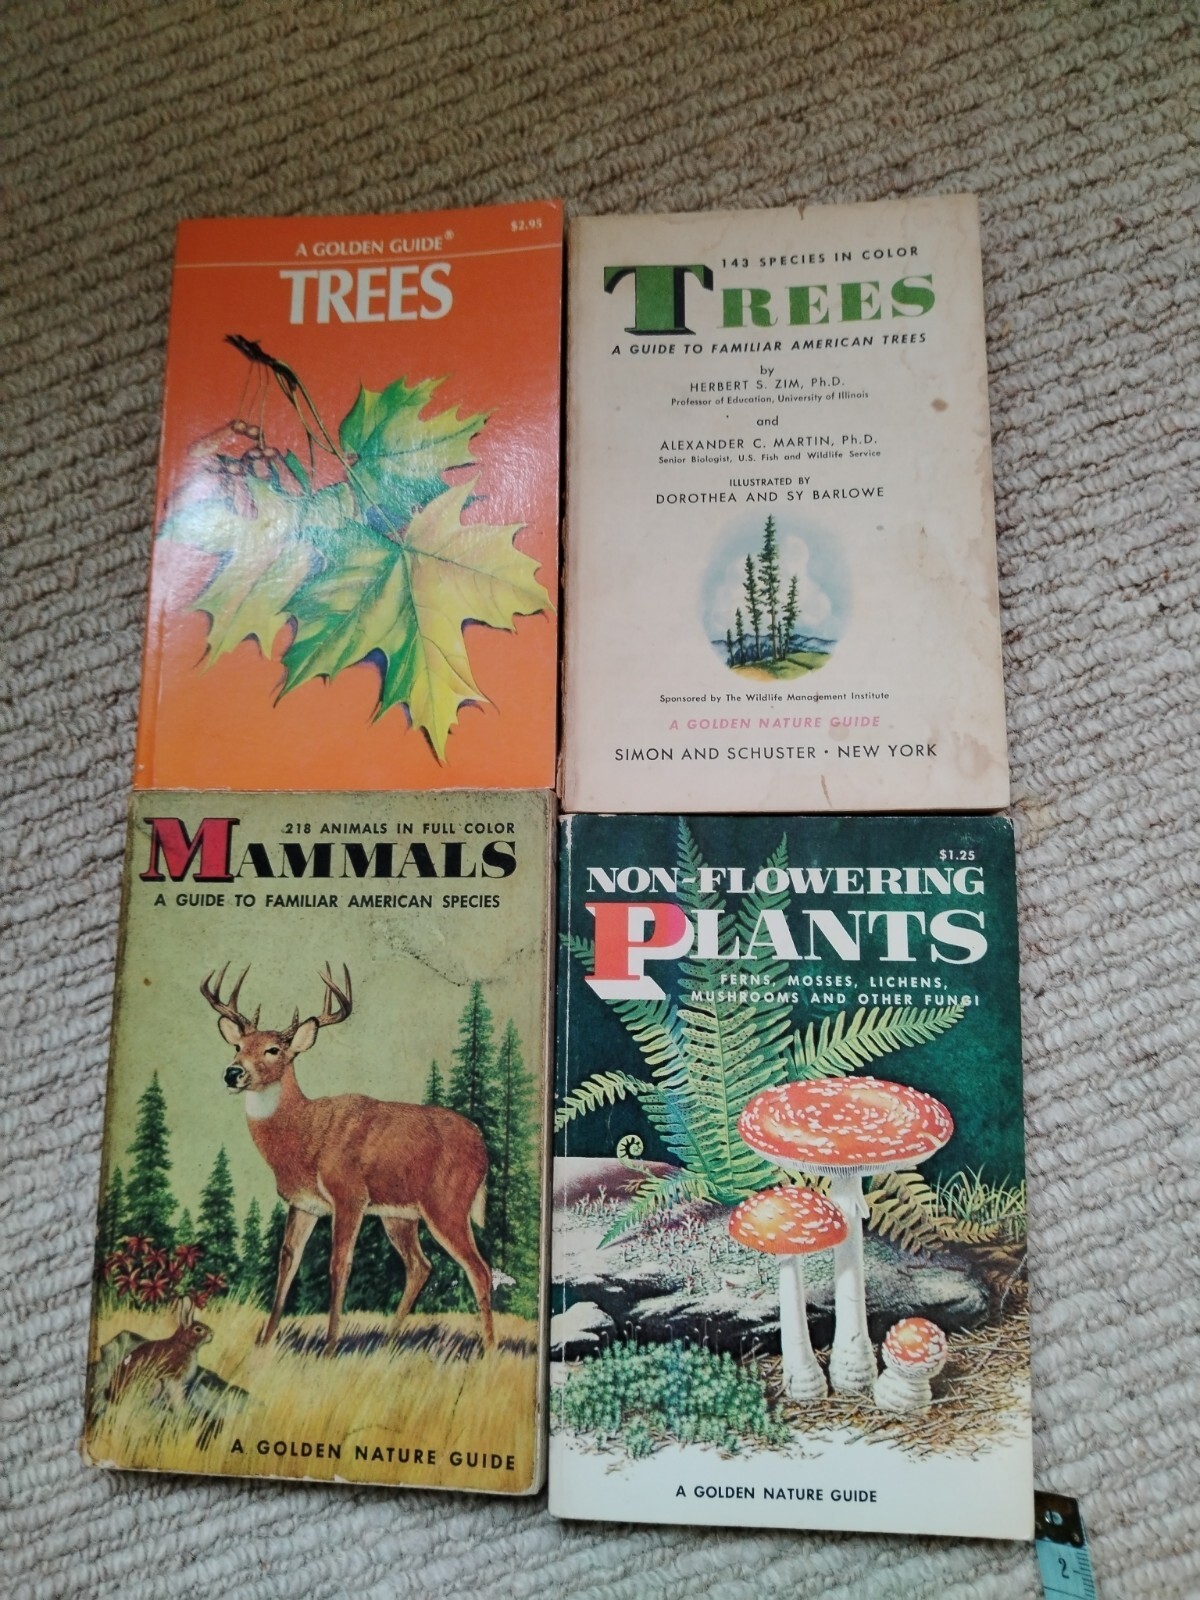 A GOLDEN GUIDE®
$2.95
TREES
143 SPECIES IN COLOR
TREES
A GUIDE TO FAMILIAR AMERICAN TREES
by
HERBERT S. ZIM, Ph.D.
Professor of Education, University of Illinois
and
ALEXANDER C. MARTIN, Ph.D.
Senior Biologist, U.S. Fish and Wildlife Service
ILLUSTRATED BY
DOROTHEA AND SY BARLOWE
Sponsored by The Wildlife Management Institute
A GOLDEN NATURE GUIDE
SIMON AND SCHUSTER • NEW YORK
218 ANIMALS IN FULL COLOR
MAMMALS
A GUIDE TO FAMILIAR AMERICAN SPECIES
A GOLDEN NATURE GUIDE
$1.25
NON-FLOWERING
PLANTS
FERNS, MOSSES, LICHENS,
MUSHROOMS AND OTHER FUNGI
A GOLDEN NATURE GUIDE
2